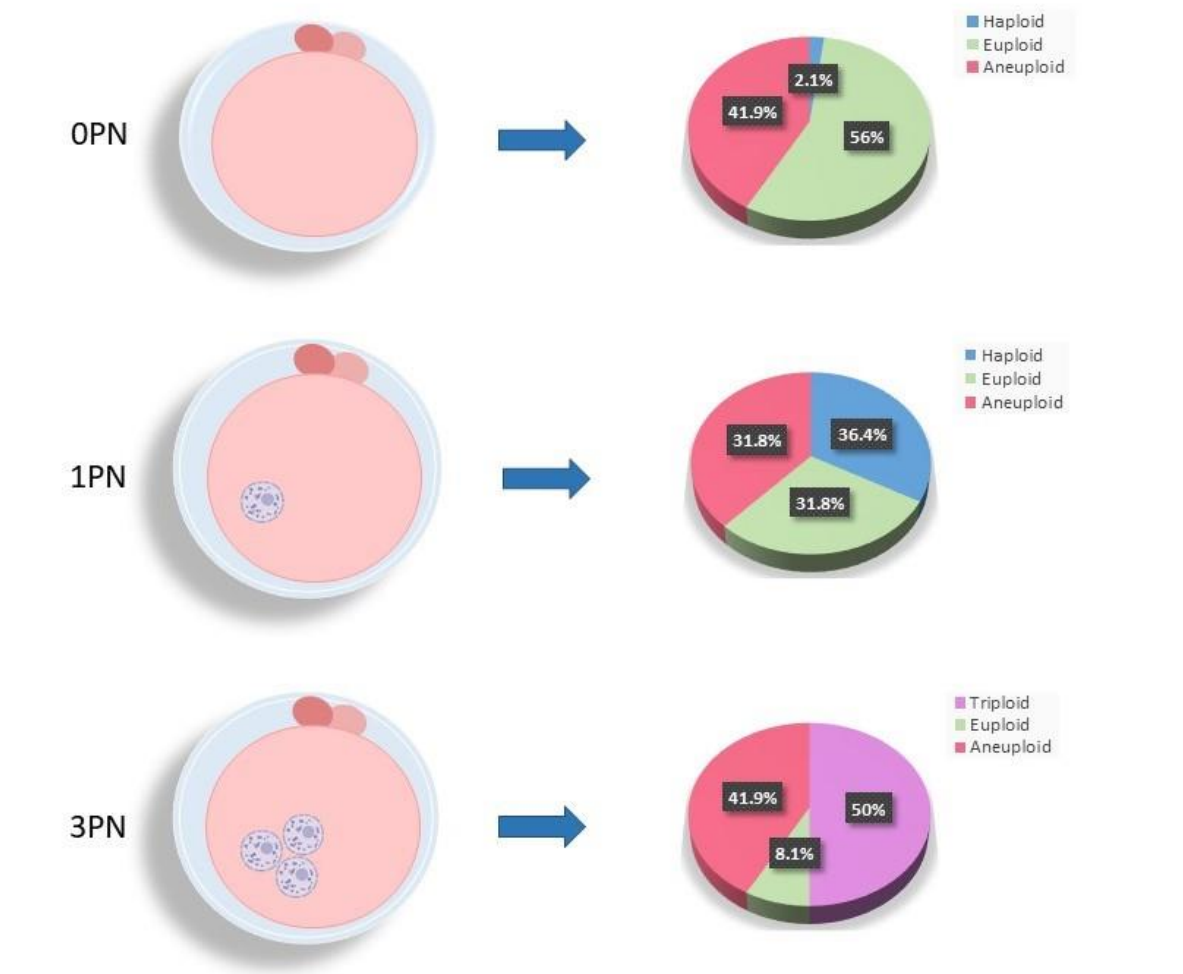 0PN
Haploid
Euploid
Aneuploid
2.1%
41.9%
56%
1PN
Haploid
Euploid
Aneuploid
31.8%
36.4%
31.8%
3PN
Triploid
Euploid
Aneuploid
41.9%
50%
8.1%